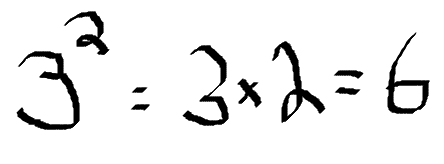 3² = 3 × 2 = 6